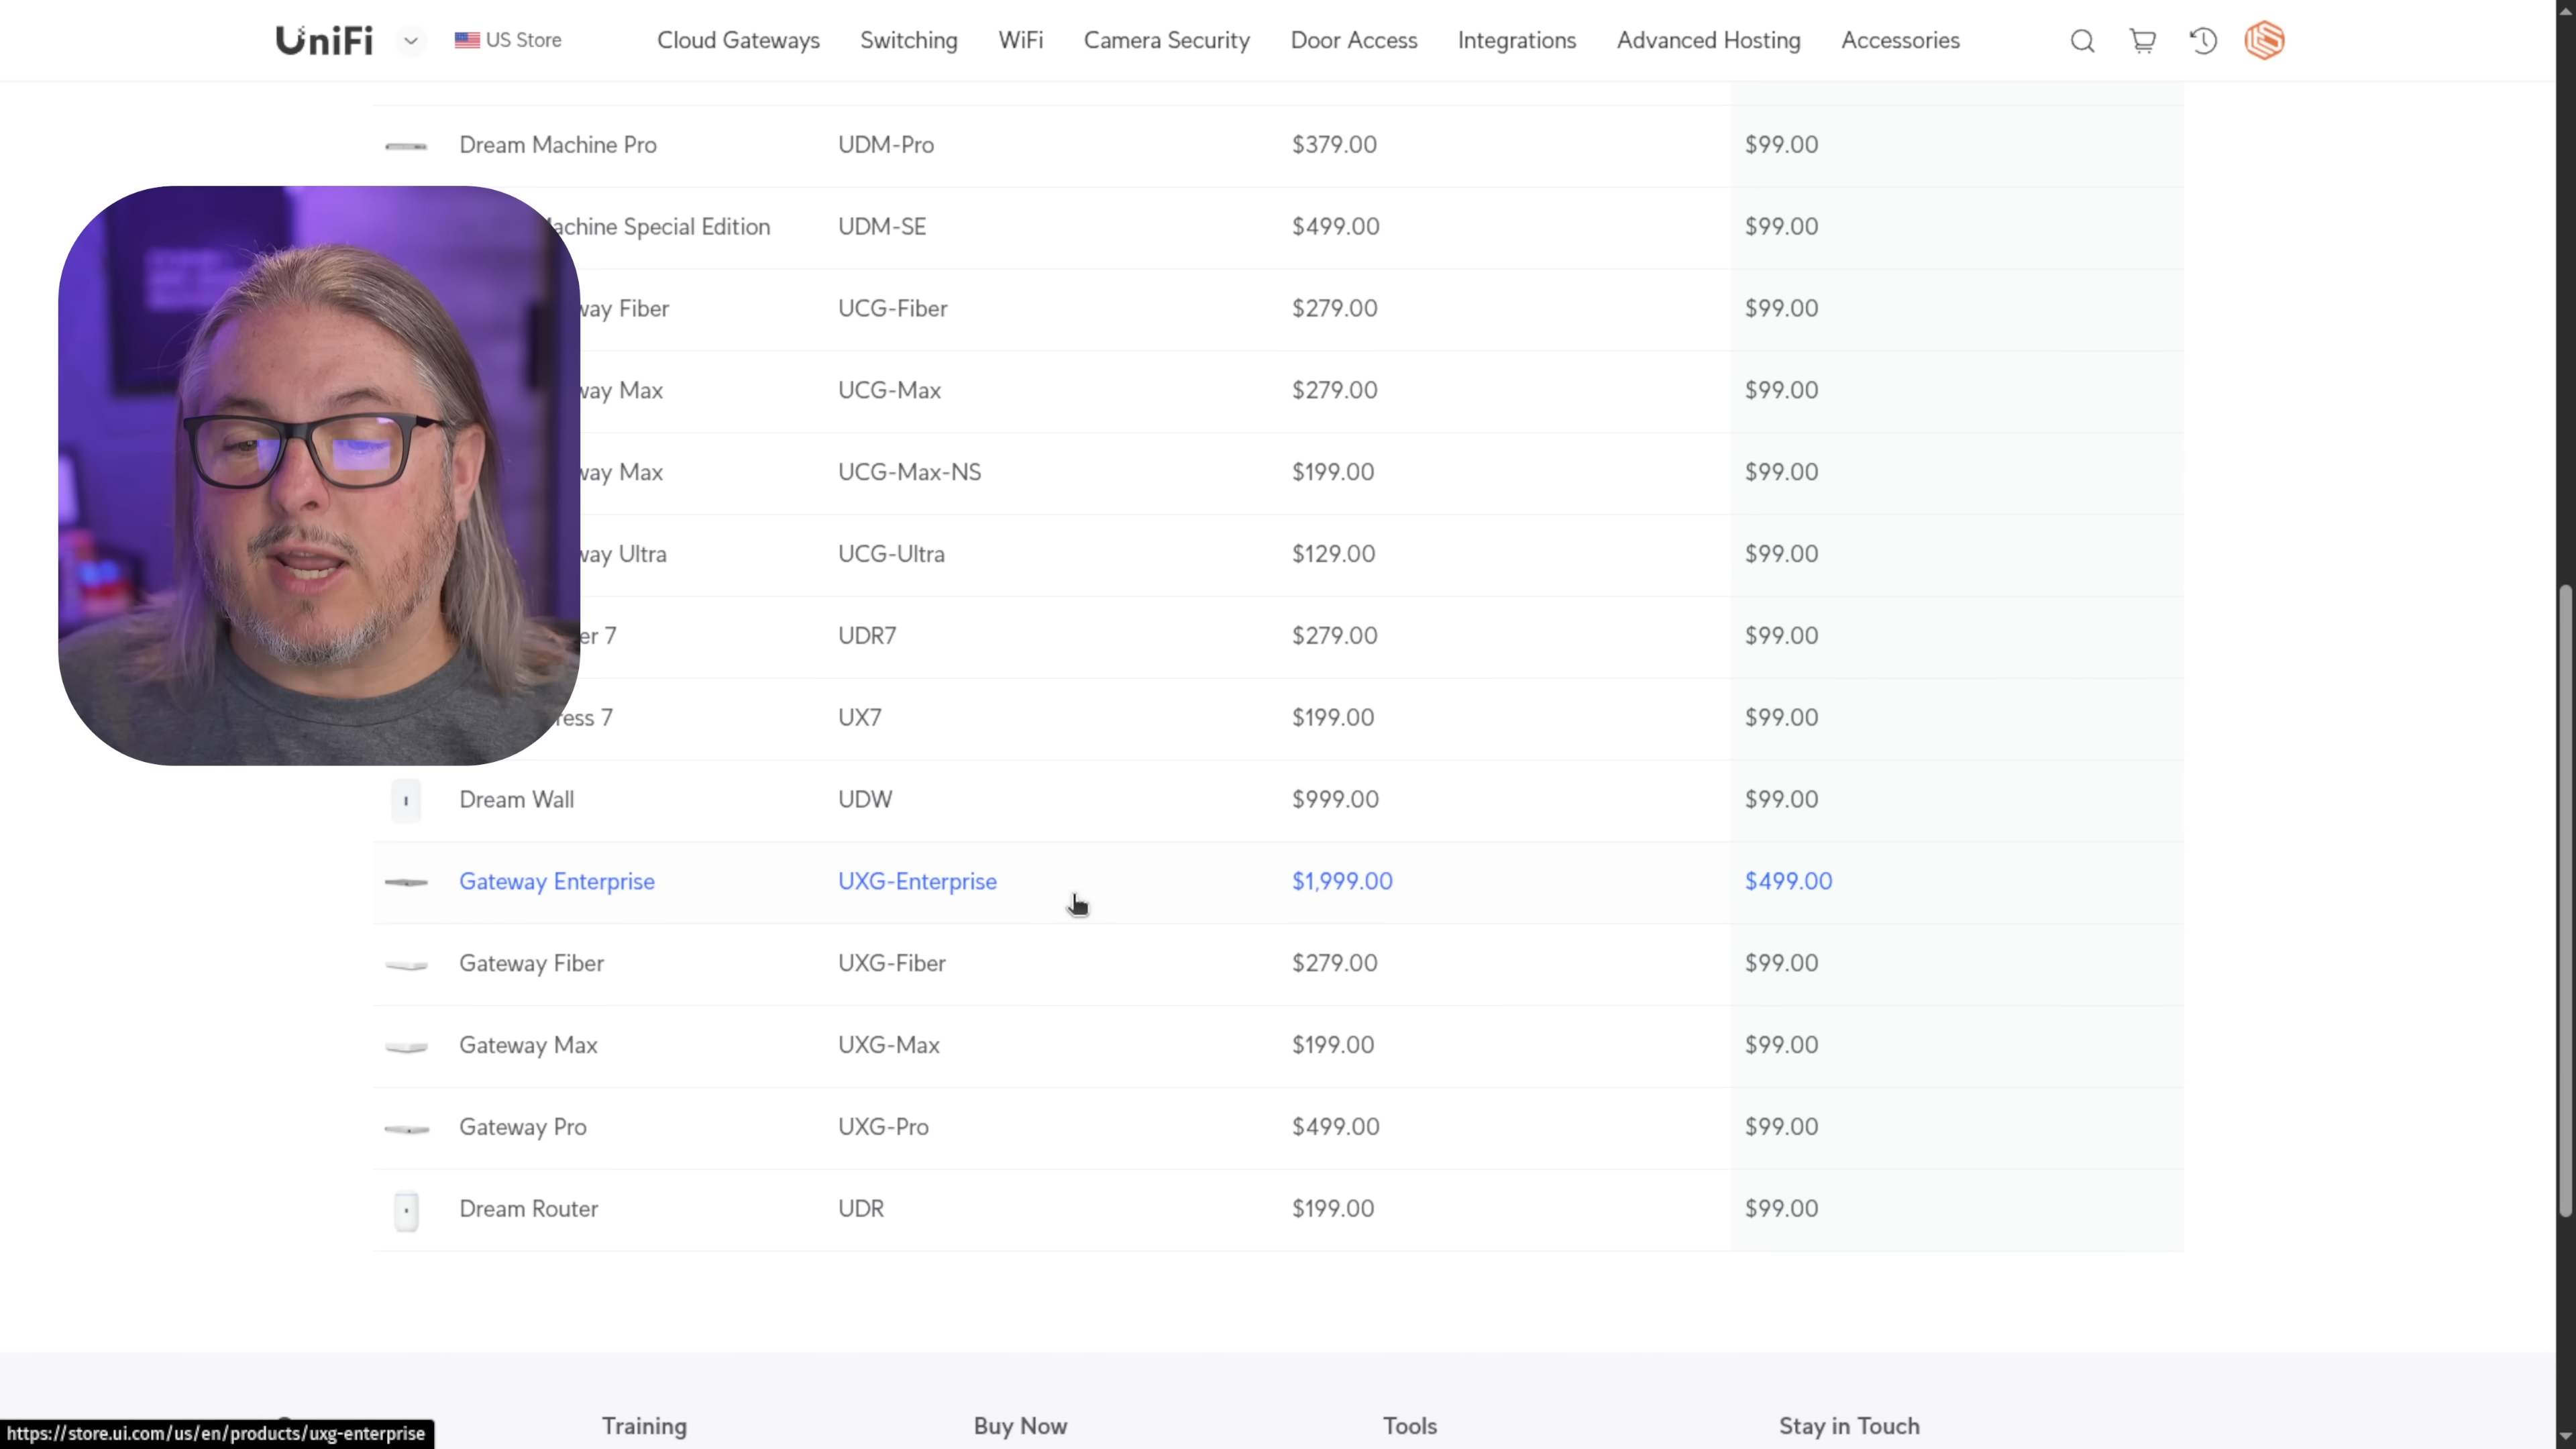 UniFi US Store Cloud Gateways Switching WiFi Camera Security Door Access Integrations Advanced Hosting Accessories
Dream Machine Pro UDM-Pro $379.00 $99.00
achine Special Edition UDM-SE $499.00 $99.00
way Fiber UCG-Fiber $279.00 $99.00
way Max UCG-Max $279.00 $99.00
way Max UCG-Max-NS $199.00 $99.00
way Ultra UCG-Ultra $129.00 $99.00
er 7 UDR7 $279.00 $99.00
ress 7 UX7 $199.00 $99.00
Dream Wall UDW $999.00 $99.00
Gateway Enterprise UXG-Enterprise $1,999.00 $499.00
Gateway Fiber UXG-Fiber $279.00 $99.00
Gateway Max UXG-Max $199.00 $99.00
Gateway Pro UXG-Pro $499.00 $99.00
Dream Router UDR $199.00 $99.00
Training Buy Now Tools Stay in Touch
https://store.ui.com/us/en/products/uxg-enterprise